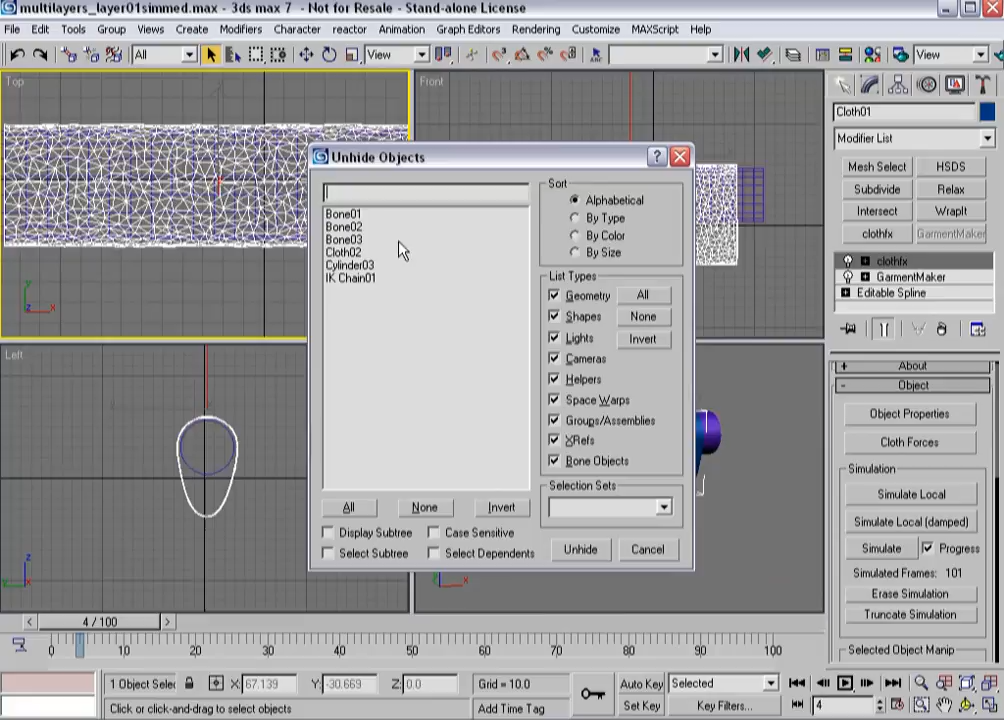 multilayers_layer01simmed.max - 3ds max 7 - Not for Resale - Stand-alone License
File Edit Tools Group Views Create Modifiers Character reactor Animation Graph Editors Rendering Customize MAXScript Help
All View View
Top
Front
Left
Unhide Objects
Bone01
Bone02
Bone03
Cloth02
Cylinder03
IK Chain01
Sort
Alphabetical
By Type
By Color
By Size
List Types
Geometry All
Shapes None
Lights Invert
Cameras
Helpers
Space Warps
Groups/Assemblies
XRefs
Bone Objects
Selection Sets
All None Invert
Display Subtree Case Sensitive
Select Subtree Select Dependents
Unhide Cancel
Cloth01
Modifier List
Mesh Select HSDS
Subdivide Relax
Intersect WrapIt
clothfx GarmentMaker
clothfx
GarmentMaker
Editable Spline
+ About
- Object
Object Properties
Cloth Forces
Simulation
Simulate Local
Simulate Local (damped)
Simulate Progress
Simulated Frames: 101
Erase Simulation
Truncate Simulation
Selected Object Manip
< 4 / 100 >
0 10 20 30 40 50 60 70 80 90 100
1 Object Selec X: 67.139 Y: -30.669 Z: 0.0 Grid = 10.0 Auto Key Selected
Click or click-and-drag to select objects Add Time Tag Set Key Key Filters... 4